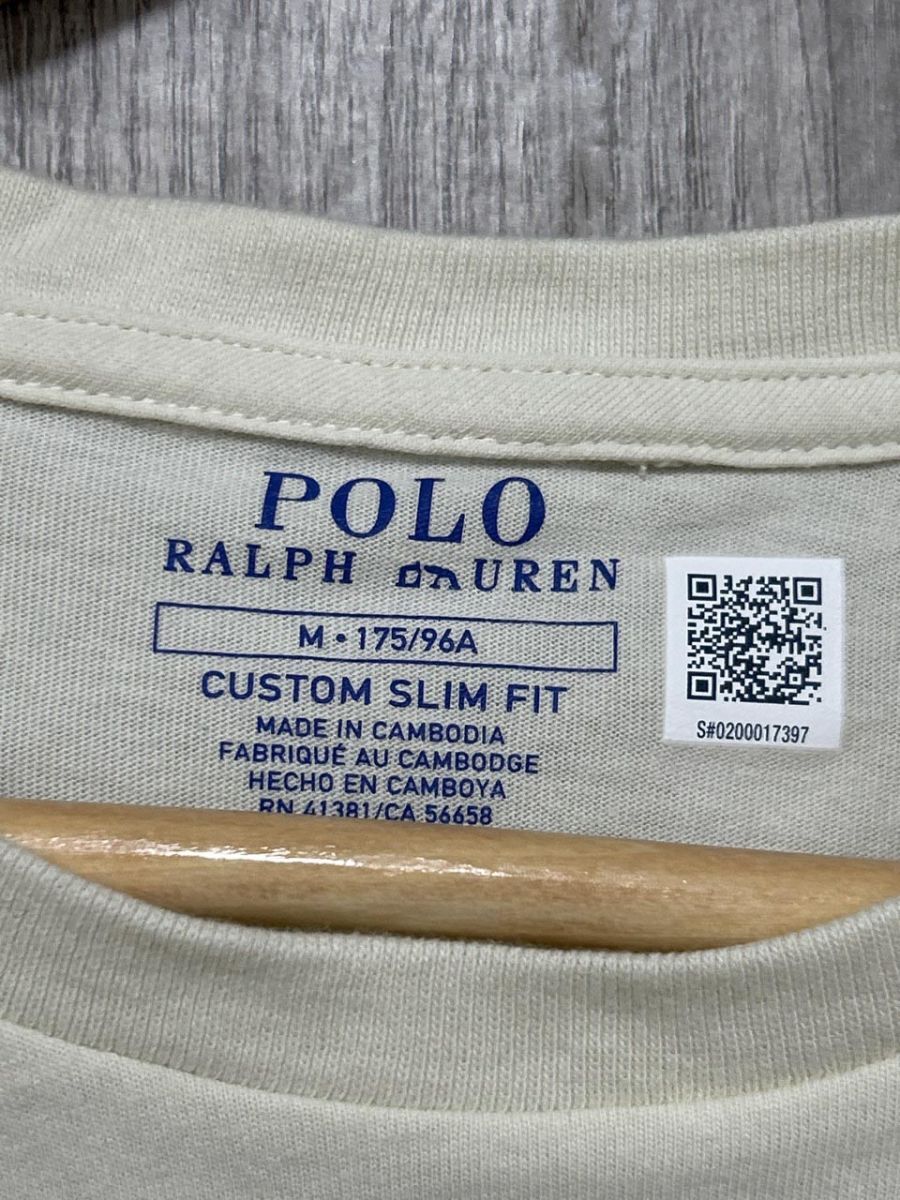 POLO
RALPH LAUREN
M • 175/96A
CUSTOM SLIM FIT
MADE IN CAMBODIA
FABRIQUÉ AU CAMBODGE
HECHO EN CAMBOYA
RN 41381/CA 56658
S#0200017397